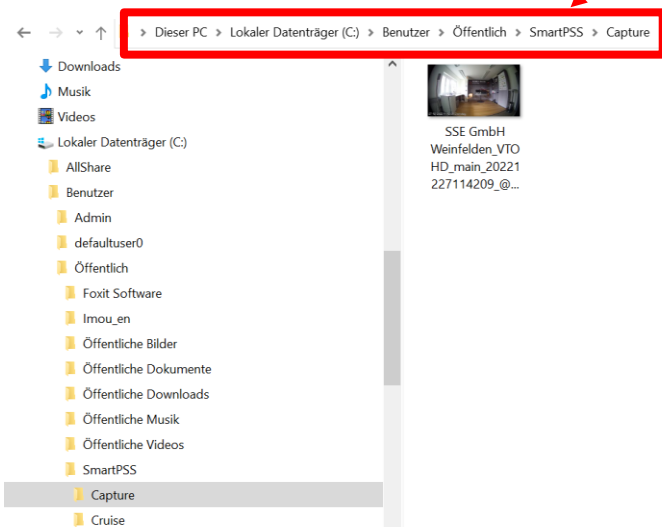 Dieser PC > Lokaler Datenträger (C:) > Benutzer > Öffentlich > SmartPSS > Capture
Downloads
Musik
Videos
Lokaler Datenträger (C:)
AllShare
Benutzer
Admin
defaultuser0
Öffentlich
Foxit Software
Imou_en
Öffentliche Bilder
Öffentliche Dokumente
Öffentliche Downloads
Öffentliche Musik
Öffentliche Videos
SmartPSS
Capture
Cruise
SSE GmbH
Weinfelden_VTO
HD_main_20221
227114209_@...